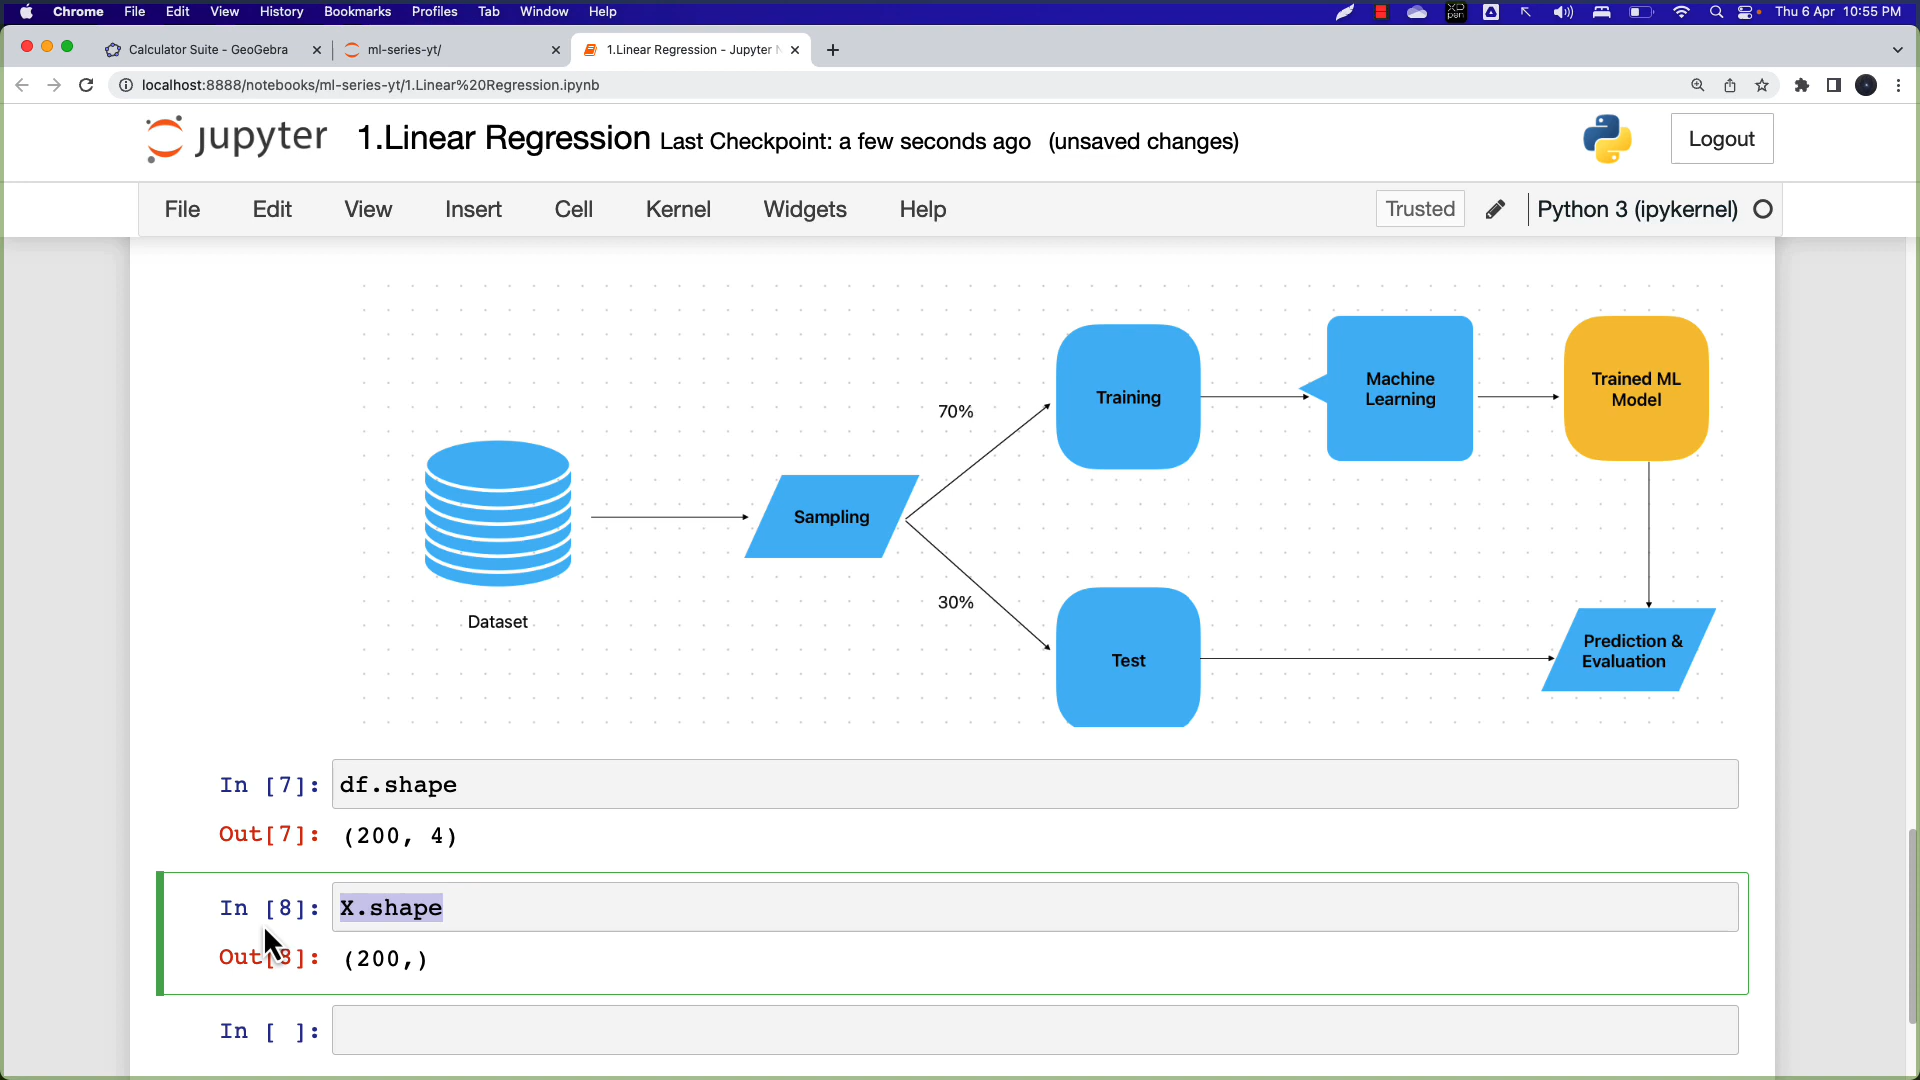 Chrome File Edit View History Bookmarks Profiles Tab Window Help
Thu 6 Apr 10:55 PM
Calculator Suite - GeoGebra
ml-series-yt/
1.Linear Regression - Jupyter N
localhost:8888/notebooks/ml-series-yt/1.Linear%20Regression.ipynb
jupyter 1.Linear Regression Last Checkpoint: a few seconds ago (unsaved changes)
Logout
File Edit View Insert Cell Kernel Widgets Help
Trusted
Python 3 (ipykernel)
Training
Machine
Learning
Trained ML
Model
70%
Sampling
30%
Dataset
Test
Prediction &
Evaluation
In [7]: df.shape
Out[7]: (200, 4)
In [8]: X.shape
Out[8]: (200,)
In [ ]: